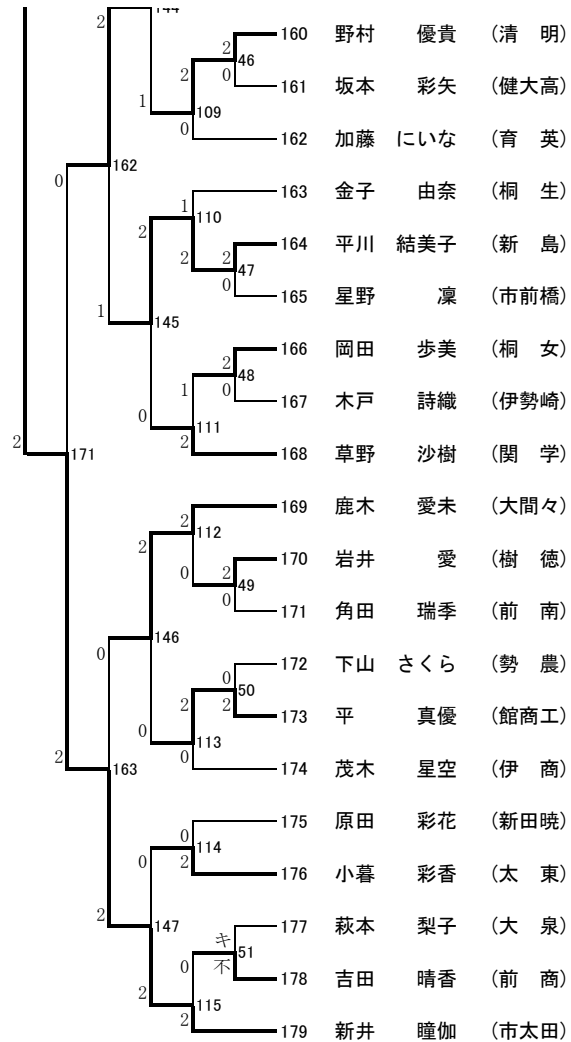 2 144
160 野村 優貴 (清 明)
2 46
2 0
161 坂本 彩矢 (健大高)
1 109
0 162 加藤 にいな (育 英)
0 162
163 金子 由奈 (桐 生)
1 110
2 2 164 平川 結美子 (新 島)
2 47
0 165 星野 凜 (市前橋)
1 145
166 岡田 歩美 (桐 女)
2 48
1 0
0 167 木戸 詩織 (伊勢崎)
111
2 171 2 168 草野 沙樹 (関 学)
169 鹿木 愛未 (大間々)
2 112
2 170 岩井 愛 (樹 徳)
0 2 49
0 171 角田 瑞季 (前 南)
0 146
172 下山 さくら (勢 農)
0 50
2 2
0 173 平 真優 (館商工)
113
2 163 0 174 茂木 星空 (伊 商)
175 原田 彩花 (新田暁)
0 114
0 2 176 小暮 彩香 (太 東)
2 147
177 萩本 梨子 (大 泉)
キ 51
0 不
178 吉田 晴香 (前 商)
2 115
2 179 新井 瞳伽 (市太田)